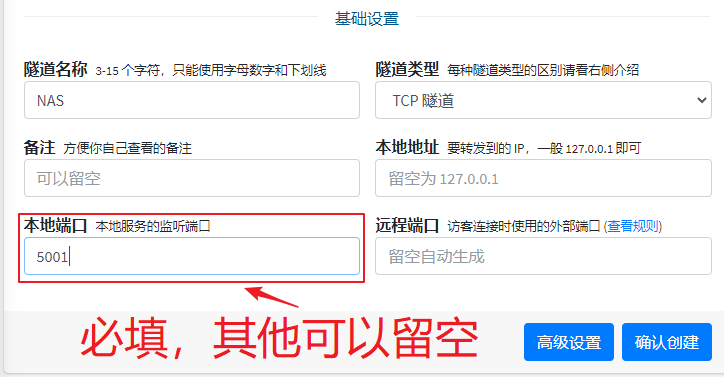 基础设置
隧道名称 3-15 个字符，只能使用字母数字和下划线
隧道类型 每种隧道类型的区别请看右侧介绍
NAS
TCP 隧道
备注 方便你自己查看的备注
本地地址 要转发到的 IP，一般 127.0.0.1 即可
可以留空
留空为 127.0.0.1
本地端口 本地服务的监听端口
远程端口 访客连接时使用的外部端口 (查看规则)
5001
留空自动生成
必填，其他可以留空
高级设置
确认创建